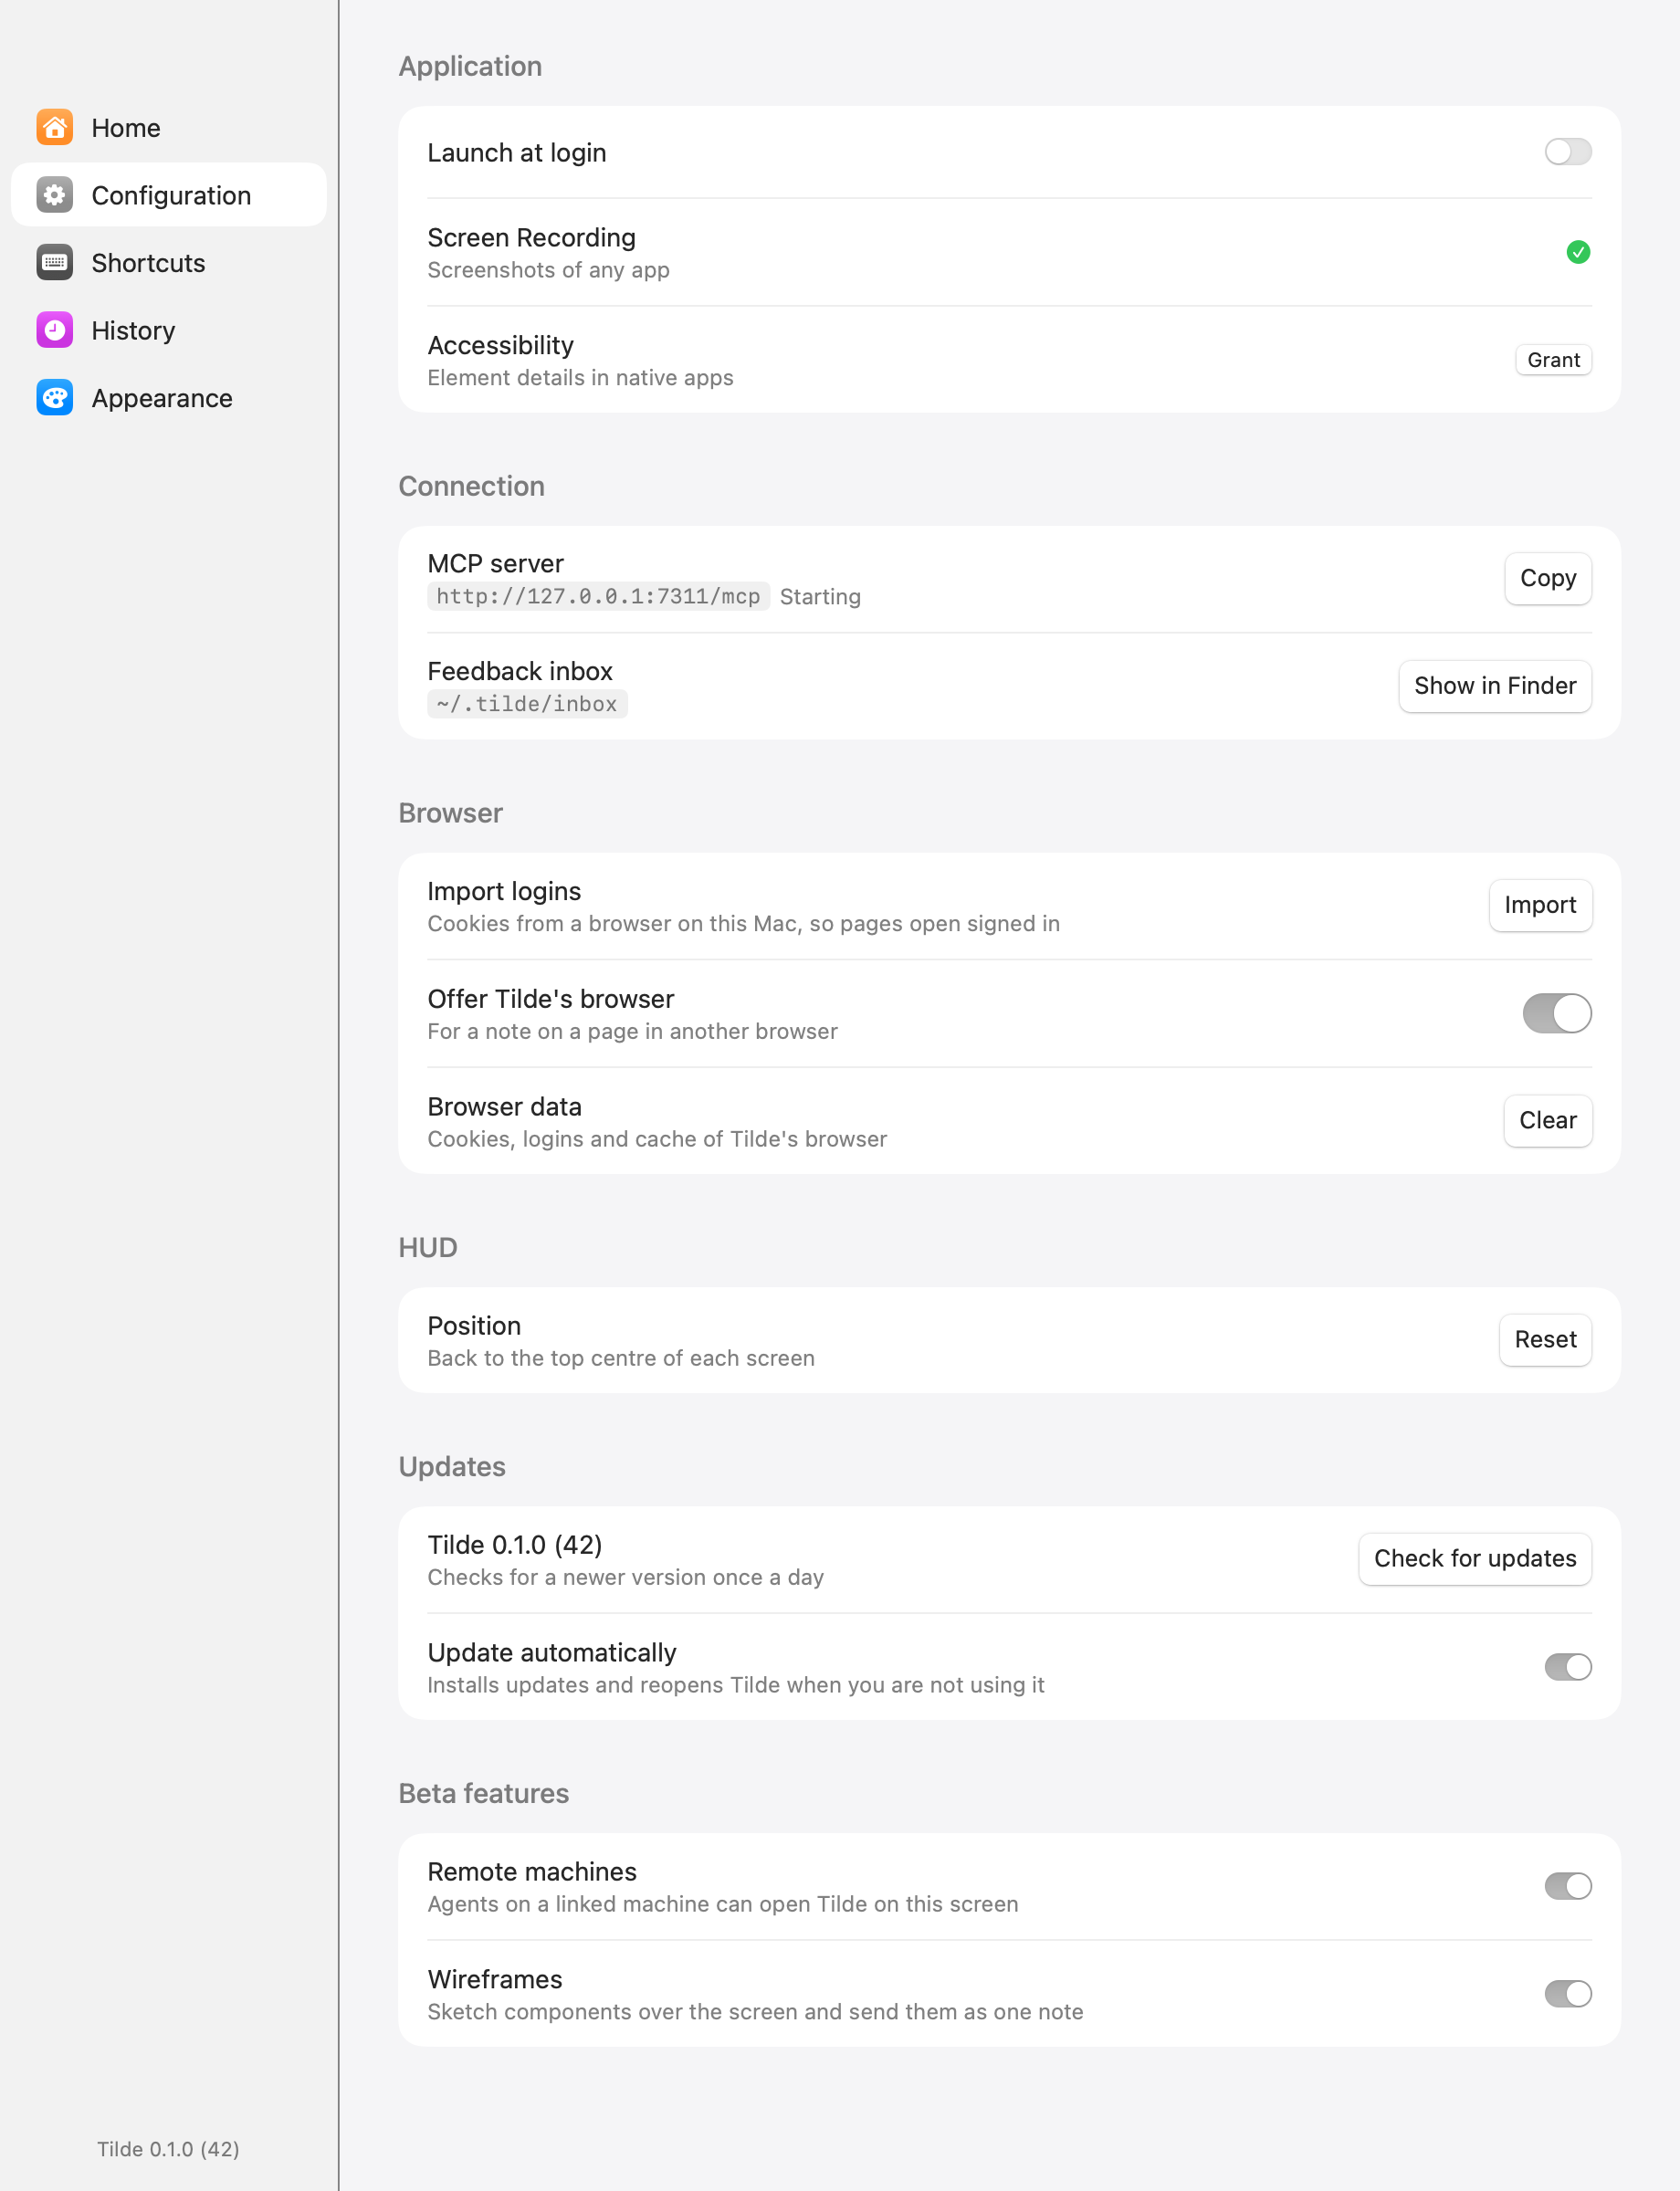 Home
Configuration
Shortcuts
History
Appearance
Tilde 0.1.0 (42)
Application
Launch at login
Screen Recording
Screenshots of any app
Accessibility
Element details in native apps
Grant
Connection
MCP server
http://127.0.0.1:7311/mcp Starting
Copy
Feedback inbox
~/.tilde/inbox
Show in Finder
Browser
Import logins
Cookies from a browser on this Mac, so pages open signed in
Import
Offer Tilde's browser
For a note on a page in another browser
Browser data
Cookies, logins and cache of Tilde's browser
Clear
HUD
Position
Back to the top centre of each screen
Reset
Updates
Tilde 0.1.0 (42)
Checks for a newer version once a day
Check for updates
Update automatically
Installs updates and reopens Tilde when you are not using it
Beta features
Remote machines
Agents on a linked machine can open Tilde on this screen
Wireframes
Sketch components over the screen and send them as one note